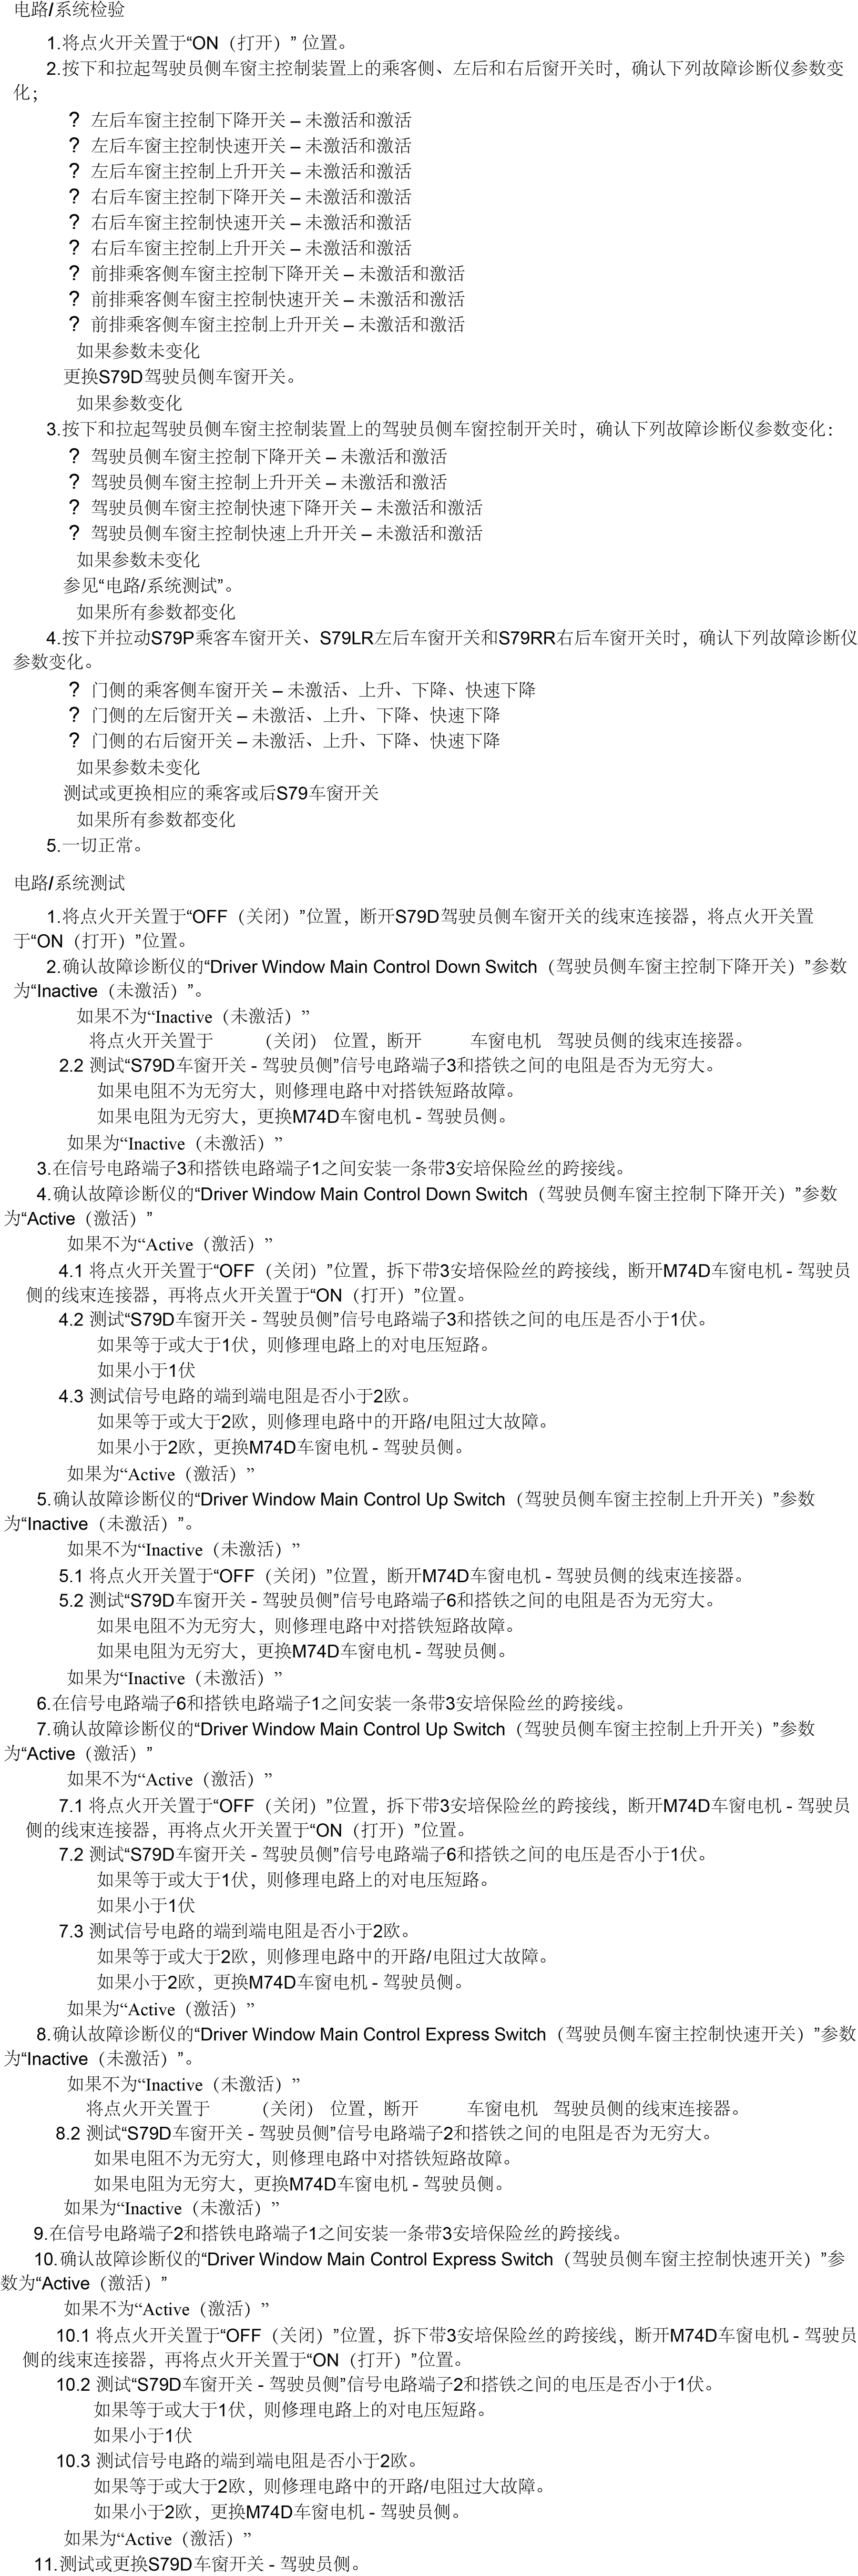 电路/系统检验
1.将点火开关置于“ON（打开）” 位置。
2.按下和拉起驾驶员侧车窗主控制装置上的乘客侧、左后和右后窗开关时，确认下列故障诊断仪参数变
化；
? 左后车窗主控制下降开关 – 未激活和激活
? 左后车窗主控制快速开关 – 未激活和激活
? 左后车窗主控制上升开关 – 未激活和激活
? 右后车窗主控制下降开关 – 未激活和激活
? 右后车窗主控制快速开关 – 未激活和激活
? 右后车窗主控制上升开关 – 未激活和激活
? 前排乘客侧车窗主控制下降开关 – 未激活和激活
? 前排乘客侧车窗主控制快速开关 – 未激活和激活
? 前排乘客侧车窗主控制上升开关 – 未激活和激活
如果参数未变化
更换S79D驾驶员侧车窗开关。
如果参数变化
3.按下和拉起驾驶员侧车窗主控制装置上的驾驶员侧车窗控制开关时，确认下列故障诊断仪参数变化：
? 驾驶员侧车窗主控制下降开关 – 未激活和激活
? 驾驶员侧车窗主控制上升开关 – 未激活和激活
? 驾驶员侧车窗主控制快速下降开关 – 未激活和激活
? 驾驶员侧车窗主控制快速上升开关 – 未激活和激活
如果参数未变化
参见“电路/系统测试”。
如果所有参数都变化
4.按下并拉动S79P乘客车窗开关、S79LR左后车窗开关和S79RR右后车窗开关时，确认下列故障诊断仪
参数变化。
? 门侧的乘客侧车窗开关 – 未激活、上升、下降、快速下降
? 门侧的左后窗开关 – 未激活、上升、下降、快速下降
? 门侧的右后窗开关 – 未激活、上升、下降、快速下降
如果参数未变化
测试或更换相应的乘客或后S79车窗开关
如果所有参数都变化
5.一切正常。
电路/系统测试
1.将点火开关置于“OFF（关闭）”位置，断开S79D驾驶员侧车窗开关的线束连接器，将点火开关置
于“ON（打开）”位置。
2.确认故障诊断仪的“Driver Window Main Control Down Switch（驾驶员侧车窗主控制下降开关）”参数
为“Inactive（未激活）”。
如果不为“Inactive（未激活）”
将点火开关置于 （关闭） 位置，断开 车窗电机 驾驶员侧的线束连接器。
2.2 测试“S79D车窗开关 - 驾驶员侧”信号电路端子3和搭铁之间的电阻是否为无穷大。
如果电阻不为无穷大，则修理电路中对搭铁短路故障。
如果电阻为无穷大，更换M74D车窗电机 - 驾驶员侧。
如果为“Inactive（未激活）”
3.在信号电路端子3和搭铁电路端子1之间安装一条带3安培保险丝的跨接线。
4.确认故障诊断仪的“Driver Window Main Control Down Switch（驾驶员侧车窗主控制下降开关）”参数
为“Active（激活）”
如果不为“Active（激活）”
4.1 将点火开关置于“OFF（关闭）”位置，拆下带3安培保险丝的跨接线，断开M74D车窗电机 - 驾驶员
侧的线束连接器，再将点火开关置于“ON（打开）”位置。
4.2 测试“S79D车窗开关 - 驾驶员侧”信号电路端子3和搭铁之间的电压是否小于1伏。
如果等于或大于1伏，则修理电路上的对电压短路。
如果小于1伏
4.3 测试信号电路的端到端电阻是否小于2欧。
如果等于或大于2欧，则修理电路中的开路/电阻过大故障。
如果小于2欧，更换M74D车窗电机 - 驾驶员侧。
如果为“Active（激活）”
5.确认故障诊断仪的“Driver Window Main Control Up Switch（驾驶员侧车窗主控制上升开关）”参数
为“Inactive（未激活）”。
如果不为“Inactive（未激活）”
5.1 将点火开关置于“OFF（关闭）”位置，断开M74D车窗电机 - 驾驶员侧的线束连接器。
5.2 测试“S79D车窗开关 - 驾驶员侧”信号电路端子6和搭铁之间的电阻是否为无穷大。
如果电阻不为无穷大，则修理电路中对搭铁短路故障。
如果电阻为无穷大，更换M74D车窗电机 - 驾驶员侧。
如果为“Inactive（未激活）”
6.在信号电路端子6和搭铁电路端子1之间安装一条带3安培保险丝的跨接线。
7.确认故障诊断仪的“Driver Window Main Control Up Switch（驾驶员侧车窗主控制上升开关）”参数
为“Active（激活）”
如果不为“Active（激活）”
7.1 将点火开关置于“OFF（关闭）”位置，拆下带3安培保险丝的跨接线，断开M74D车窗电机 - 驾驶员
侧的线束连接器，再将点火开关置于“ON（打开）”位置。
7.2 测试“S79D车窗开关 - 驾驶员侧”信号电路端子6和搭铁之间的电压是否小于1伏。
如果等于或大于1伏，则修理电路上的对电压短路。
如果小于1伏
7.3 测试信号电路的端到端电阻是否小于2欧。
如果等于或大于2欧，则修理电路中的开路/电阻过大故障。
如果小于2欧，更换M74D车窗电机 - 驾驶员侧。
如果为“Active（激活）”
8.确认故障诊断仪的“Driver Window Main Control Express Switch（驾驶员侧车窗主控制快速开关）”参数
为“Inactive（未激活）”。
如果不为“Inactive（未激活）”
将点火开关置于 （关闭） 位置，断开 车窗电机 驾驶员侧的线束连接器。
8.2 测试“S79D车窗开关 - 驾驶员侧”信号电路端子2和搭铁之间的电阻是否为无穷大。
如果电阻不为无穷大，则修理电路中对搭铁短路故障。
如果电阻为无穷大，更换M74D车窗电机 - 驾驶员侧。
如果为“Inactive（未激活）”
9.在信号电路端子2和搭铁电路端子1之间安装一条带3安培保险丝的跨接线。
10.确认故障诊断仪的“Driver Window Main Control Express Switch（驾驶员侧车窗主控制快速开关）”参
数为“Active（激活）”
如果不为“Active（激活）”
10.1 将点火开关置于“OFF（关闭）”位置，拆下带3安培保险丝的跨接线，断开M74D车窗电机 - 驾驶员
侧的线束连接器，再将点火开关置于“ON（打开）”位置。
10.2 测试“S79D车窗开关 - 驾驶员侧”信号电路端子2和搭铁之间的电压是否小于1伏。
如果等于或大于1伏，则修理电路上的对电压短路。
如果小于1伏
10.3 测试信号电路的端到端电阻是否小于2欧。
如果等于或大于2欧，则修理电路中的开路/电阻过大故障。
如果小于2欧，更换M74D车窗电机 - 驾驶员侧。
如果为“Active（激活）”
11.测试或更换S79D车窗开关 - 驾驶员侧。